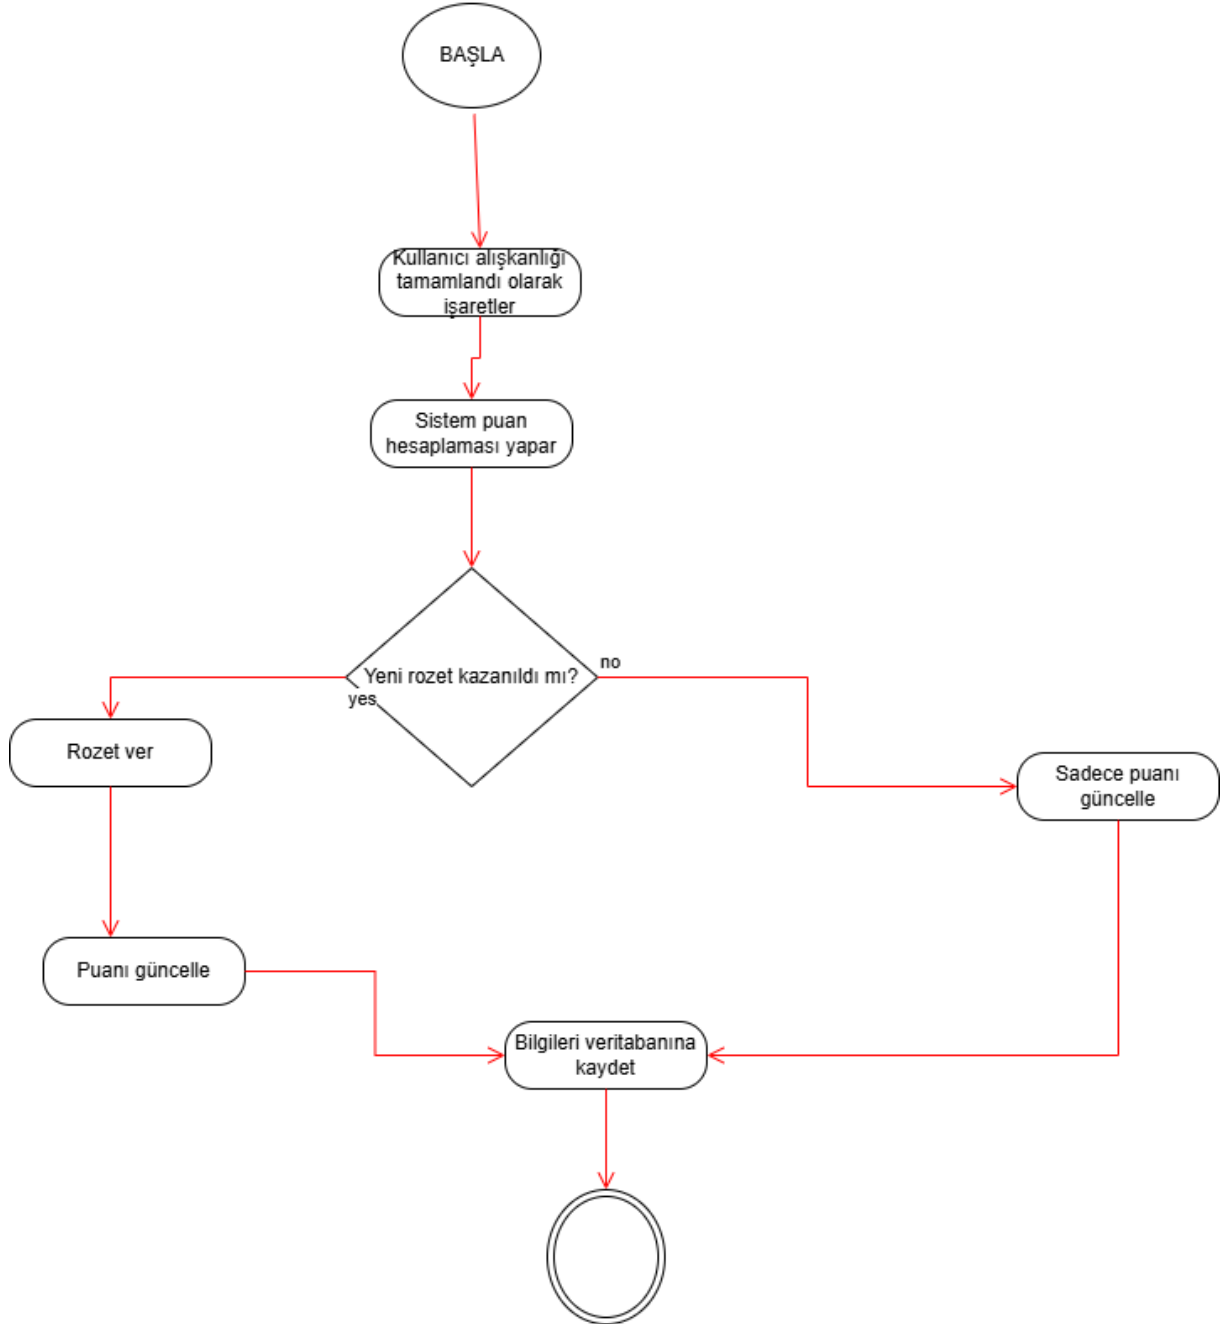 BAŞLA
Kullanıcı alışkanlığı
tamamlandı olarak
işaretler
Sistem puan
hesaplaması yapar
Yeni rozet kazanıldı mı?
no
yes
Rozet ver
Sadece puanı
güncelle
Puanı güncelle
Bilgileri veritabanına
kaydet